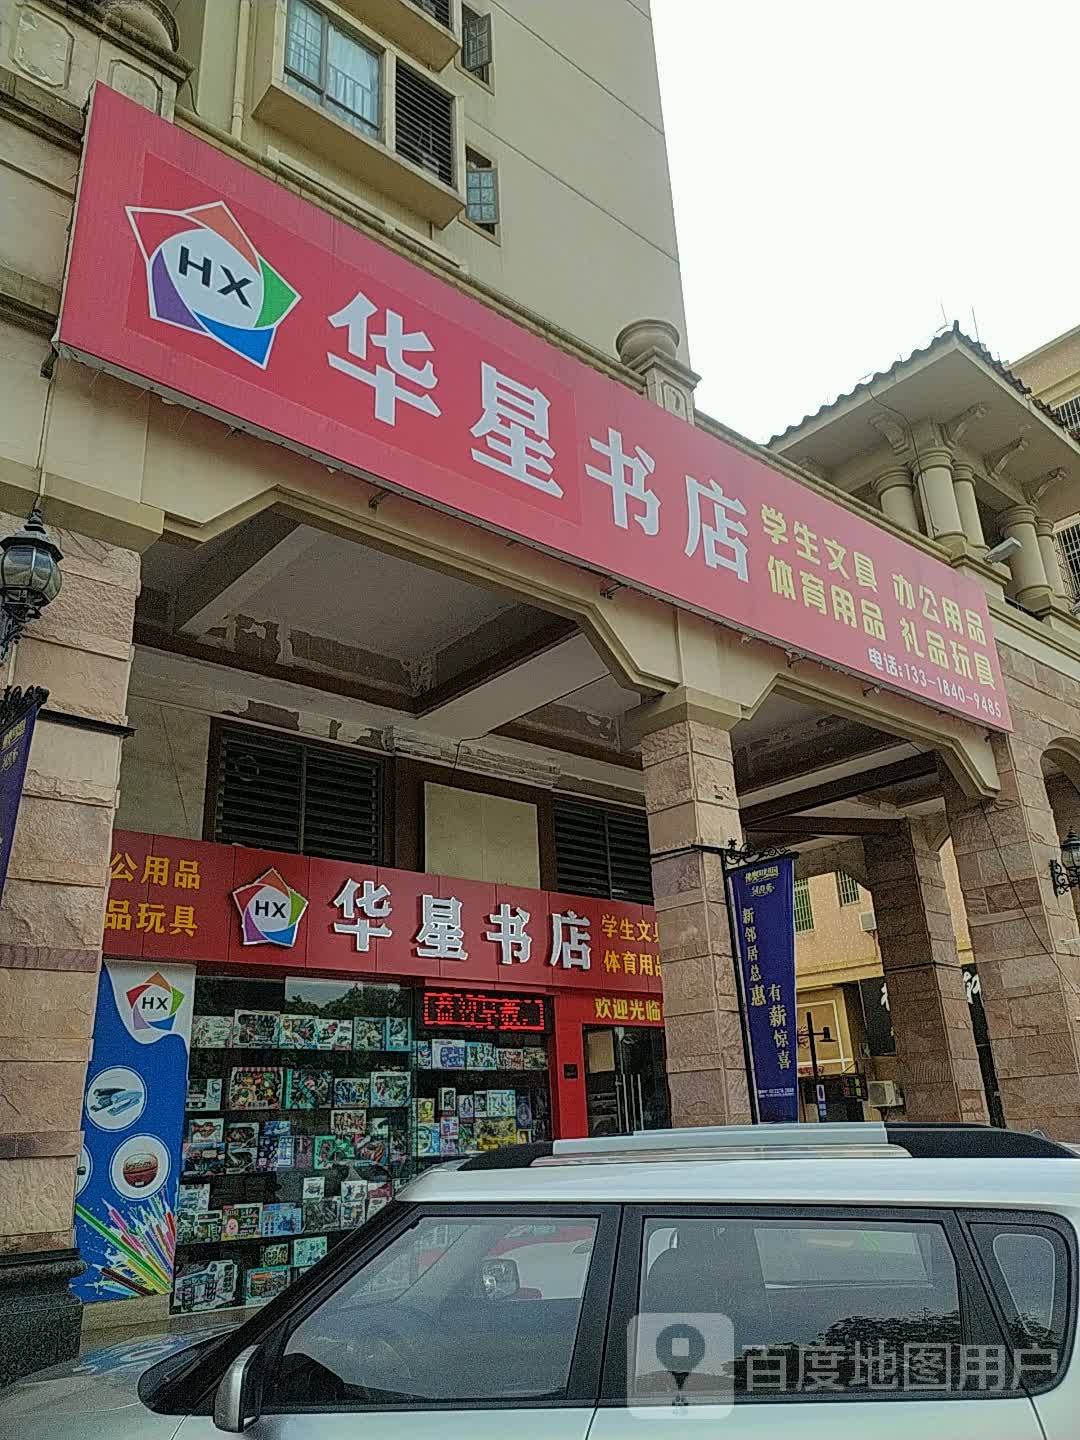 HX
华星书店
学生文具 办公用品
体育用品 礼品玩具
电话:133-1840-9485
公用品
品玩具
HX
华星书店
学生文具
体育用品
欢迎光临
HX
新邻居总惠
有薪惊喜
百度地图用户